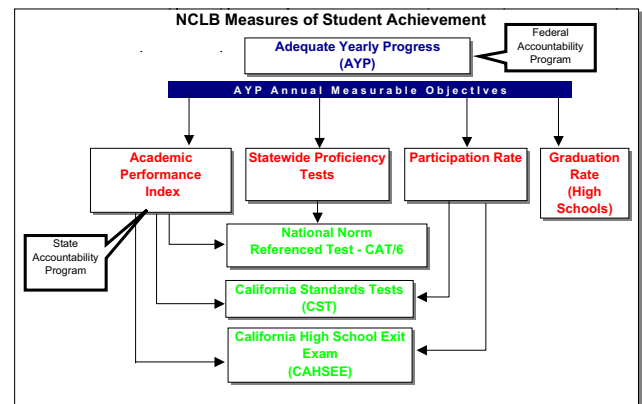 NCLB Measures of Student Achievement
Adequate Yearly Progress
(AYP)
Federal
Accountability
Program
AYP Annual Measurable ObjectIves
Academic
Performance
Index
Statewide Proficiency
Tests
Participation Rate
Graduation
Rate
(High
Schools)
State
Accountability
Program
National Norm
Referenced Test - CAT/6
California Standards Tests
(CST)
California High School Exit
Exam
(CAHSEE)